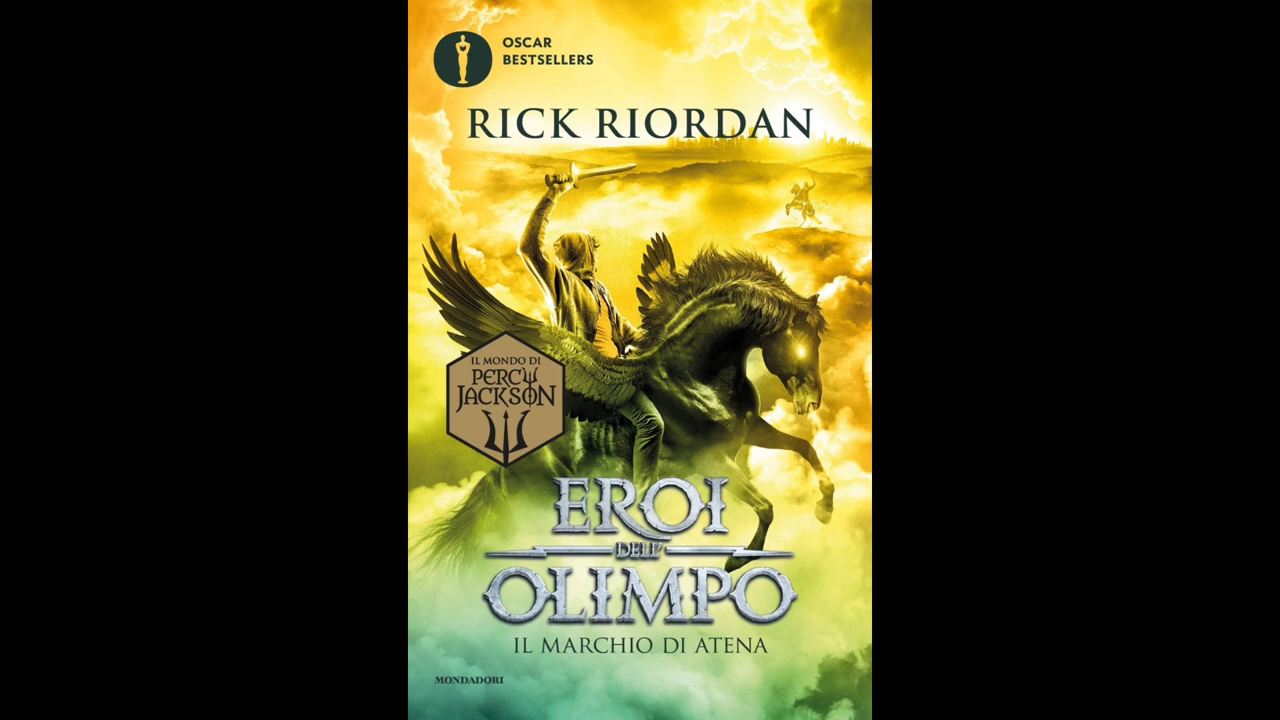 OSCAR
BESTSELLERS
RICK RIORDAN
IL MONDO DI
PERCY
JACKSON
EROI
DELL'
OLIMPO
IL MARCHIO DI ATENA
MONDADORI